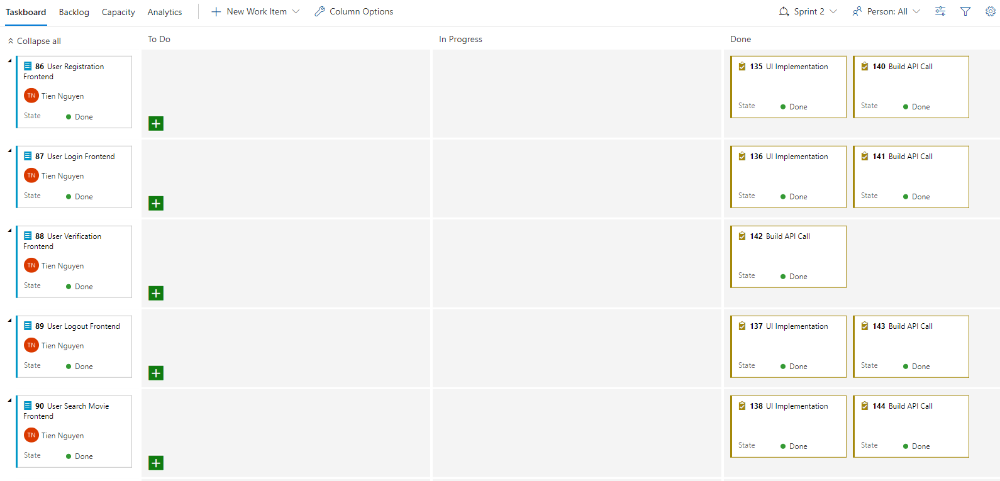 Taskboard Backlog Capacity Analytics New Work Item Column Options Sprint 2 Person: All
Collapse all To Do In Progress Done
86 User Registration
Frontend
TN Tien Nguyen
State Done
135 UI Implementation
State Done
140 Build API Call
State Done
87 User Login Frontend
TN Tien Nguyen
State Done
136 UI Implementation
State Done
141 Build API Call
State Done
88 User Verification
Frontend
TN Tien Nguyen
State Done
142 Build API Call
State Done
89 User Logout Frontend
TN Tien Nguyen
State Done
137 UI Implementation
State Done
143 Build API Call
State Done
90 User Search Movie
Frontend
TN Tien Nguyen
State Done
138 UI Implementation
State Done
144 Build API Call
State Done